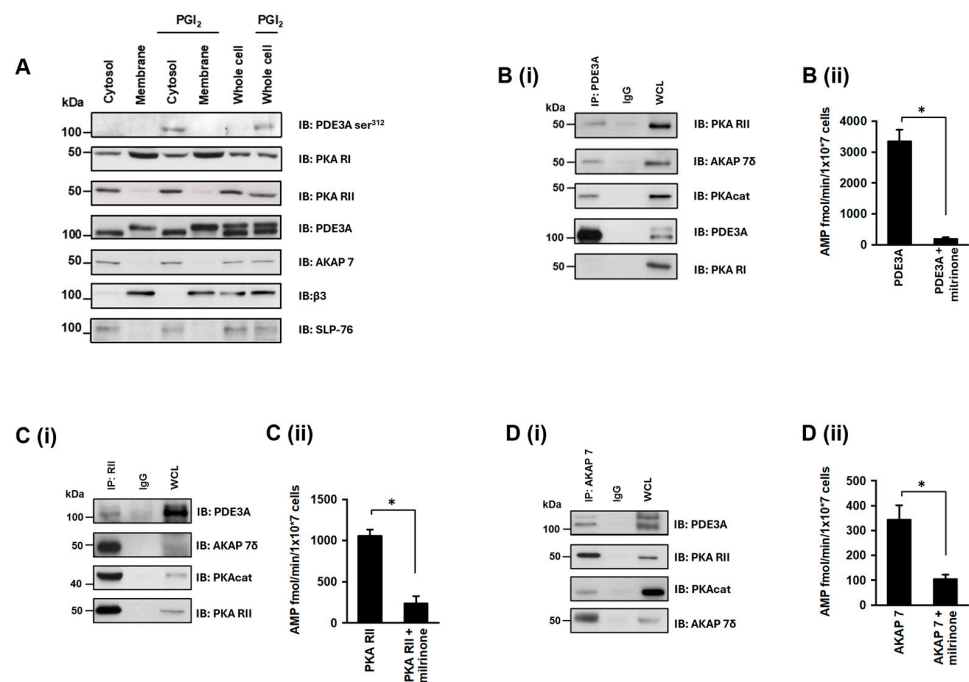 A
PGI2
PGI2
Cytosol
Membrane
Cytosol
Membrane
Whole cell
Whole cell
kDa
100
IB: PDE3A ser312
50
IB: PKA RI
50
IB: PKA RII
100
IB: PDE3A
50
IB: AKAP 7
100
IB:β3
100
IB: SLP-76
B (i)
IP: PDE3A
IgG
WCL
kDa
50
IB: PKA RII
50
IB: AKAP 7δ
50
IB: PKAcat
100
IB: PDE3A
50
IB: PKA RI
B (ii)
AMP fmol/min/1x10*7 cells
4000
3000
2000
1000
0
*
PDE3A
PDE3A +
milrinone
C (i)
IP: RII
IgG
WCL
kDa
100
IB: PDE3A
50
IB: AKAP 7δ
40
IB: PKAcat
50
IB: PKA RII
C (ii)
AMP fmol/min/1x10*7 cells
1500
1000
500
0
*
PKA RII
PKA RII +
milrinone
D (i)
IP: AKAP 7
IgG
WCL
kDa
100
IB: PDE3A
50
IB: PKA RII
IB: PKAcat
50
IB: AKAP 7δ
D (ii)
AMP fmol/min/1x10*7 cells
500
400
300
200
100
0
*
AKAP 7
AKAP 7 +
milrinone